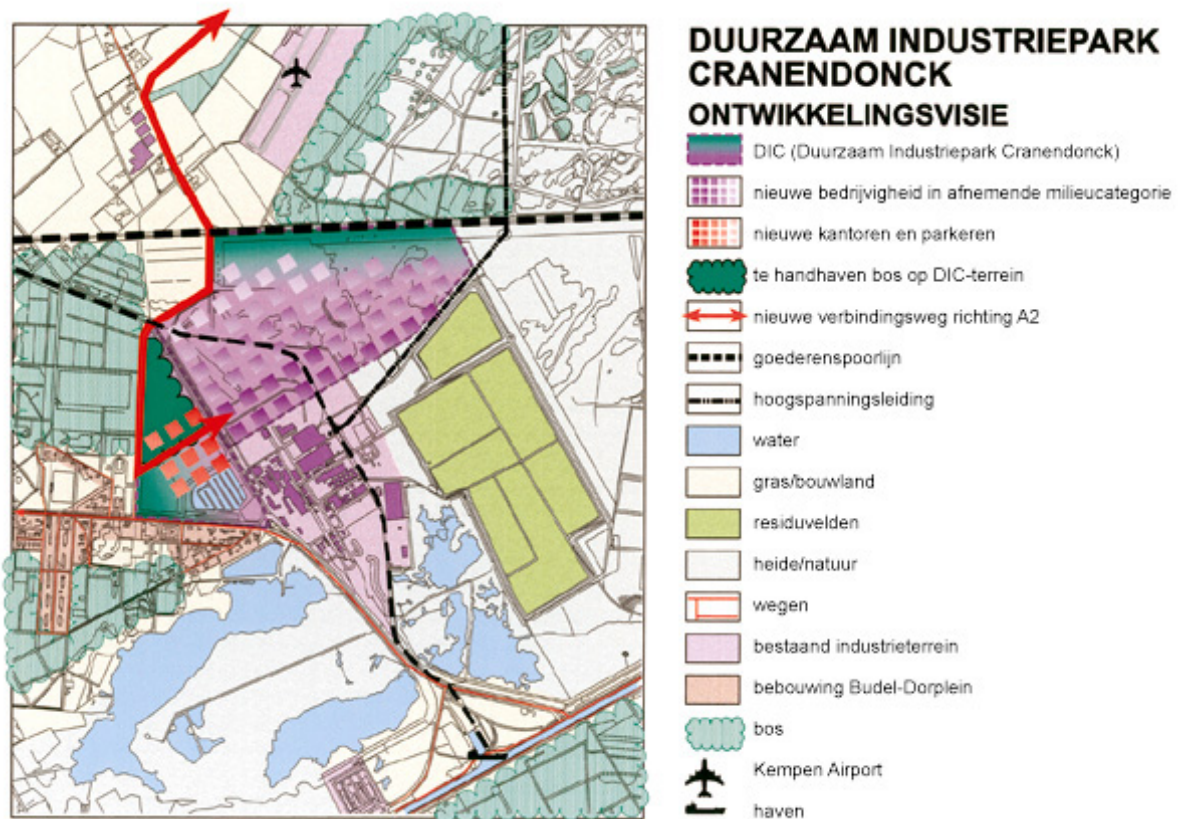 DUURZAAM INDUSTRIEPARK
CRANENDONCK
ONTWIKKELINGSVISIE
DIC (Duurzaam Industriepark Cranendonck)
nieuwe bedrijvigheid in afnemende milieucategorie
nieuwe kantoren en parkeren
te handhaven bos op DIC-terrein
nieuwe verbindingsweg richting A2
goederenspoorlijn
hoogspanningsleiding
water
gras/bouwland
residuvelden
heide/natuur
wegen
bestaand industrieterrein
bebouwing Budel-Dorplein
bos
Kempen Airport
haven